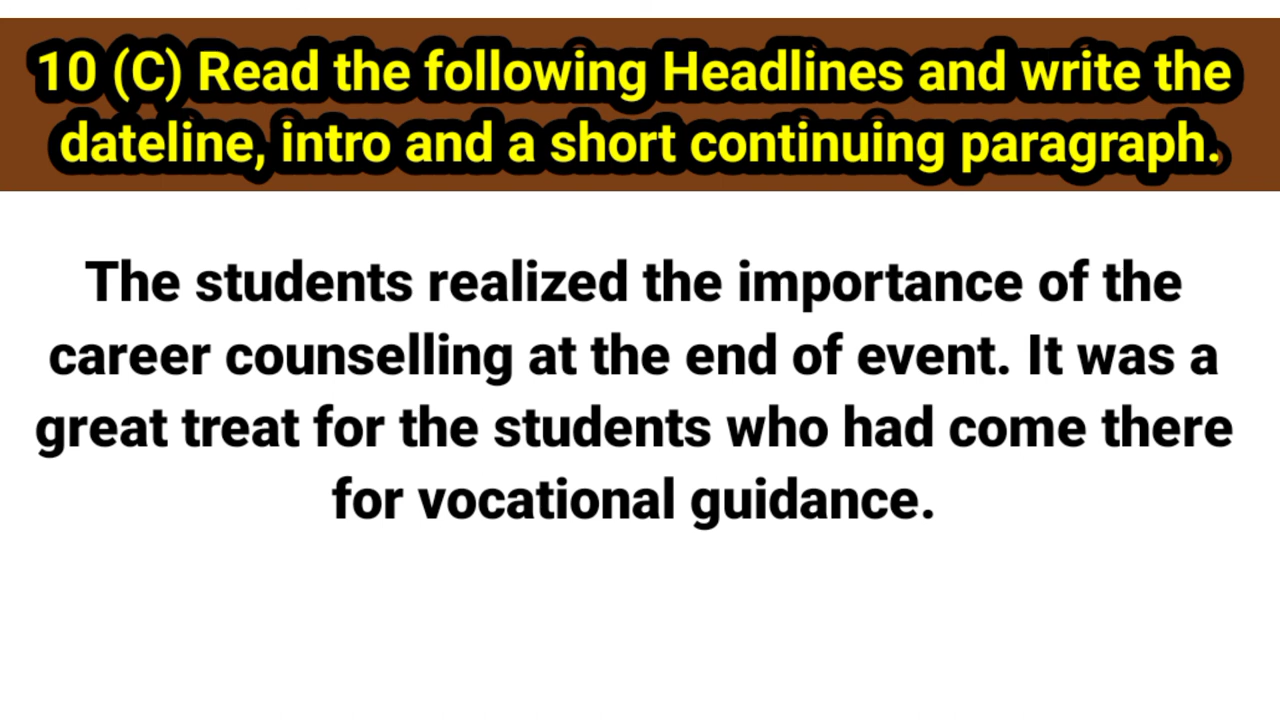 10 (C) Read the following Headlines and write the
dateline, intro and a short continuing paragraph.
The students realized the importance of the
career counselling at the end of event. It was a
great treat for the students who had come there
for vocational guidance.